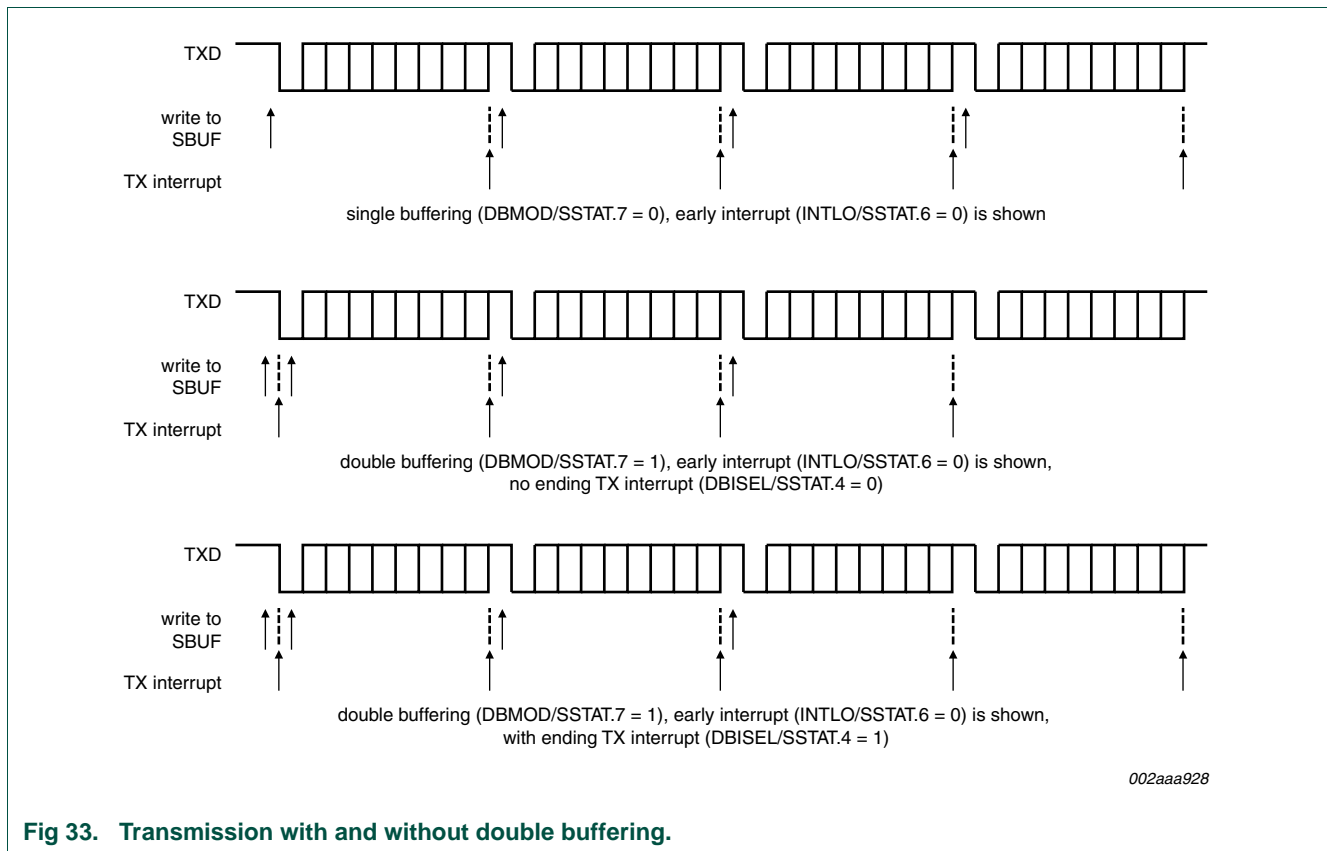 TXD
write to
SBUF
TX interrupt
single buffering (DBMOD/SSTAT.7 = 0), early interrupt (INTLO/SSTAT.6 = 0) is shown
TXD
write to
SBUF
TX interrupt
double buffering (DBMOD/SSTAT.7 = 1), early interrupt (INTLO/SSTAT.6 = 0) is shown,
no ending TX interrupt (DBISEL/SSTAT.4 = 0)
TXD
write to
SBUF
TX interrupt
double buffering (DBMOD/SSTAT.7 = 1), early interrupt (INTLO/SSTAT.6 = 0) is shown,
with ending TX interrupt (DBISEL/SSTAT.4 = 1)
002aaa928
Fig 33. Transmission with and without double buffering.